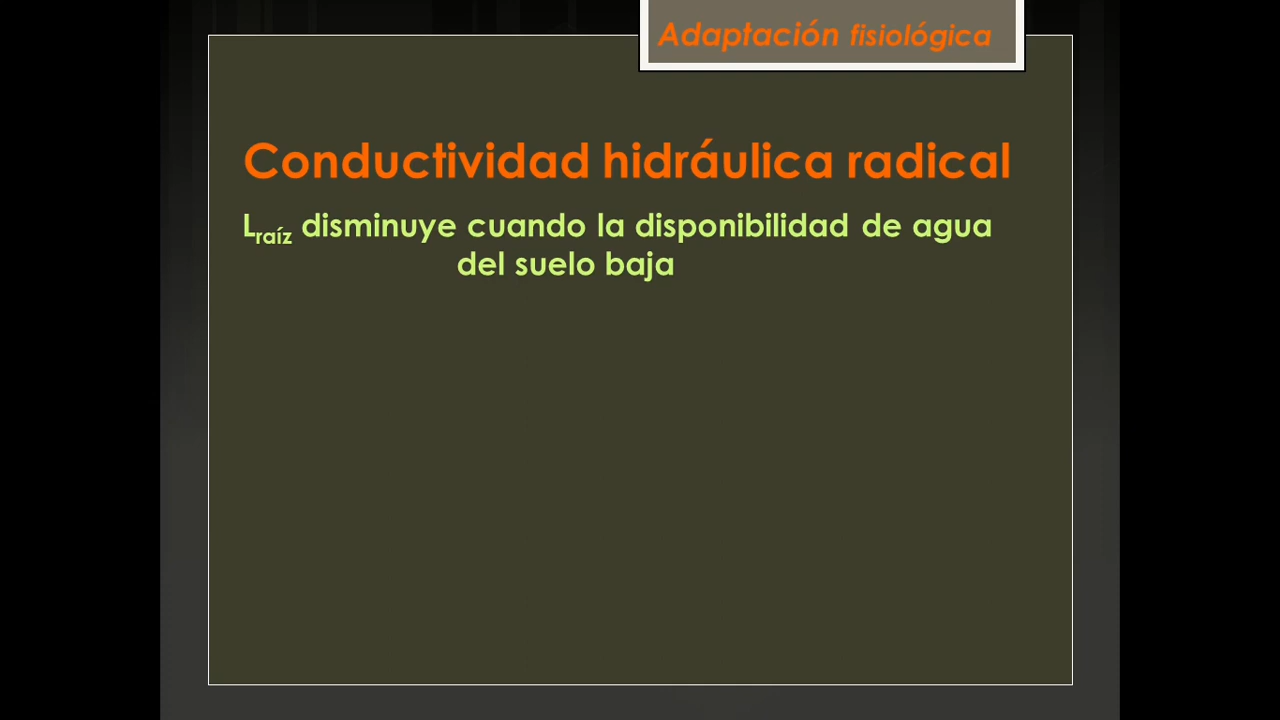 Adaptación fisiológica
Conductividad hidráulica radical
Lraíz disminuye cuando la disponibilidad de agua
del suelo baja